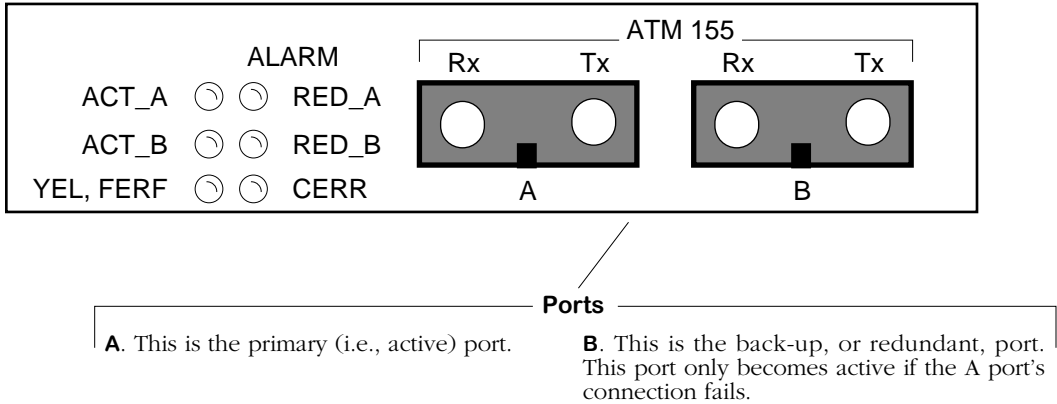 ATM 155
ALARM
Rx Tx Rx Tx
ACT_A RED_A
ACT_B RED_B
YEL, FERF CERR
A B
Ports
A. This is the primary (i.e., active) port.
B. This is the back-up, or redundant, port.
This port only becomes active if the A port's
connection fails.